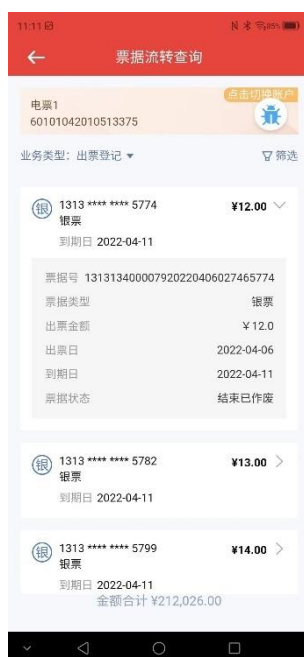 11:11
85%
票据流转查询
点击切换账户
电票1
60101042010513375
业务类型：出票登记
筛选
银 1313 **** **** 5774 ¥12.00
银票
到期日 2022-04-11
票据号 131313400007920220406027465774
票据类型 银票
出票金额 ¥12.0
出票日 2022-04-06
到期日 2022-04-11
票据状态 结束已作废
银 1313 **** **** 5782 ¥13.00
银票
到期日 2022-04-11
银 1313 **** **** 5799 ¥14.00
银票
到期日 2022-04-11
金额合计 ¥212,026.00